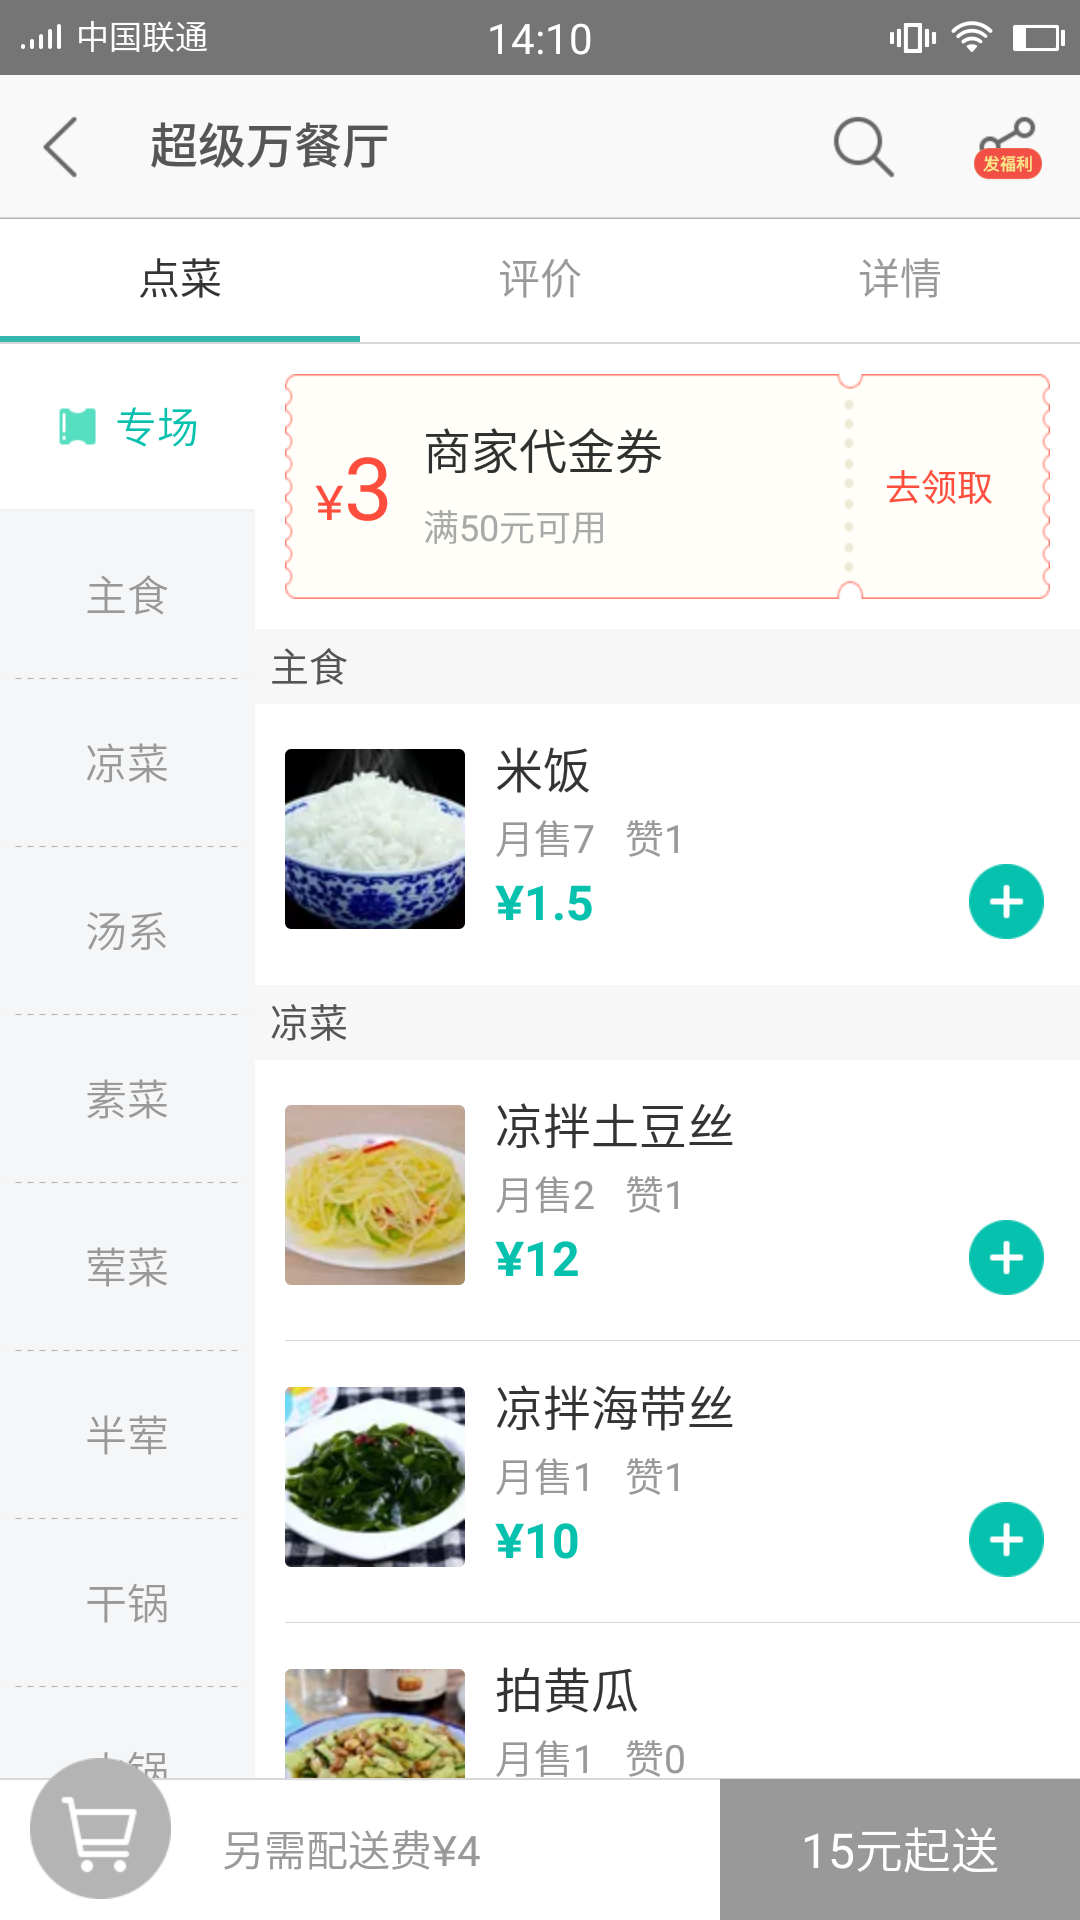 中国联通 14:10
超级万餐厅
发福利
点菜 评价 详情
专场
¥3 商家代金券
满50元可用
去领取
主食
凉菜
汤系
素菜
荤菜
半荤
干锅
主食
米饭
月售7 赞1
¥1.5
凉菜
凉拌土豆丝
月售2 赞1
¥12
凉拌海带丝
月售1 赞1
¥10
拍黄瓜
月售1 赞0
另需配送费¥4
15元起送